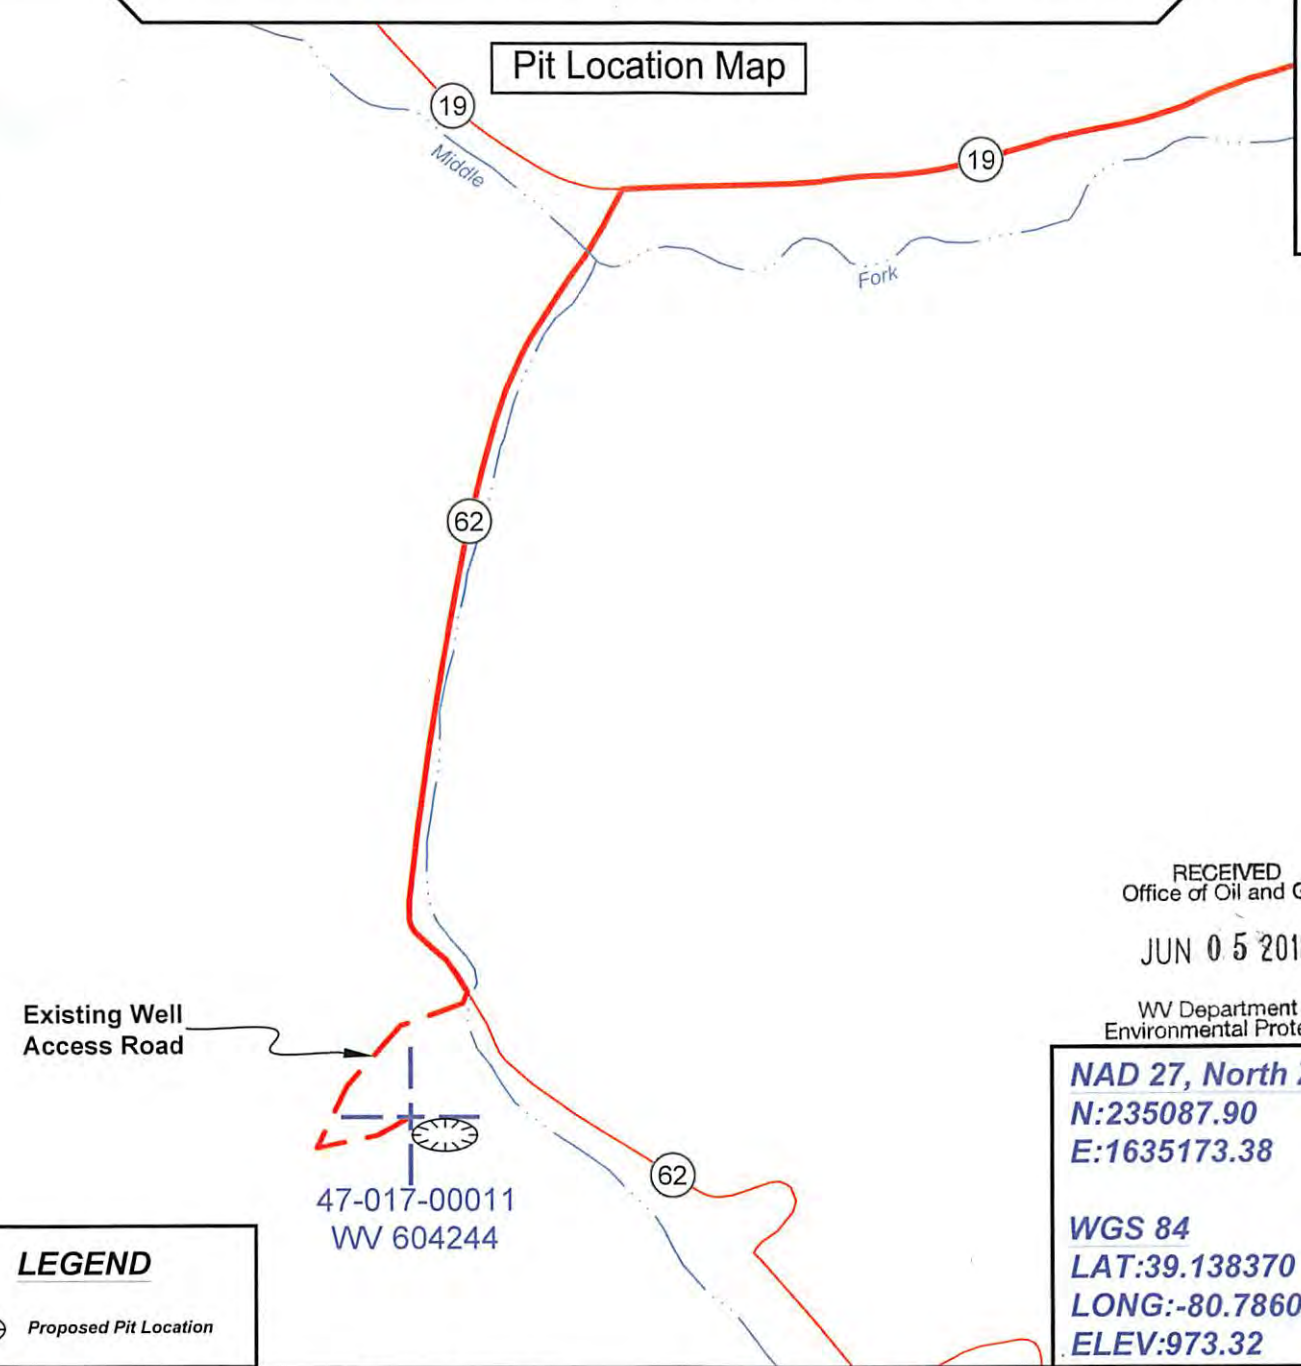 Pit Location Map
19
19
Middle
Fork
62
RECEIVED
Office of Oil and
JUN 05 201
WV Department
Environmental
Existing Well
Access Road
NAD 27, North
N:235087.90
E:1635173.38
62
47-017-00011
WV 604244
WGS 84
LAT:39.138370
LONG:-80.7860
ELEV:973.32
LEGEND
Proposed Pit Location